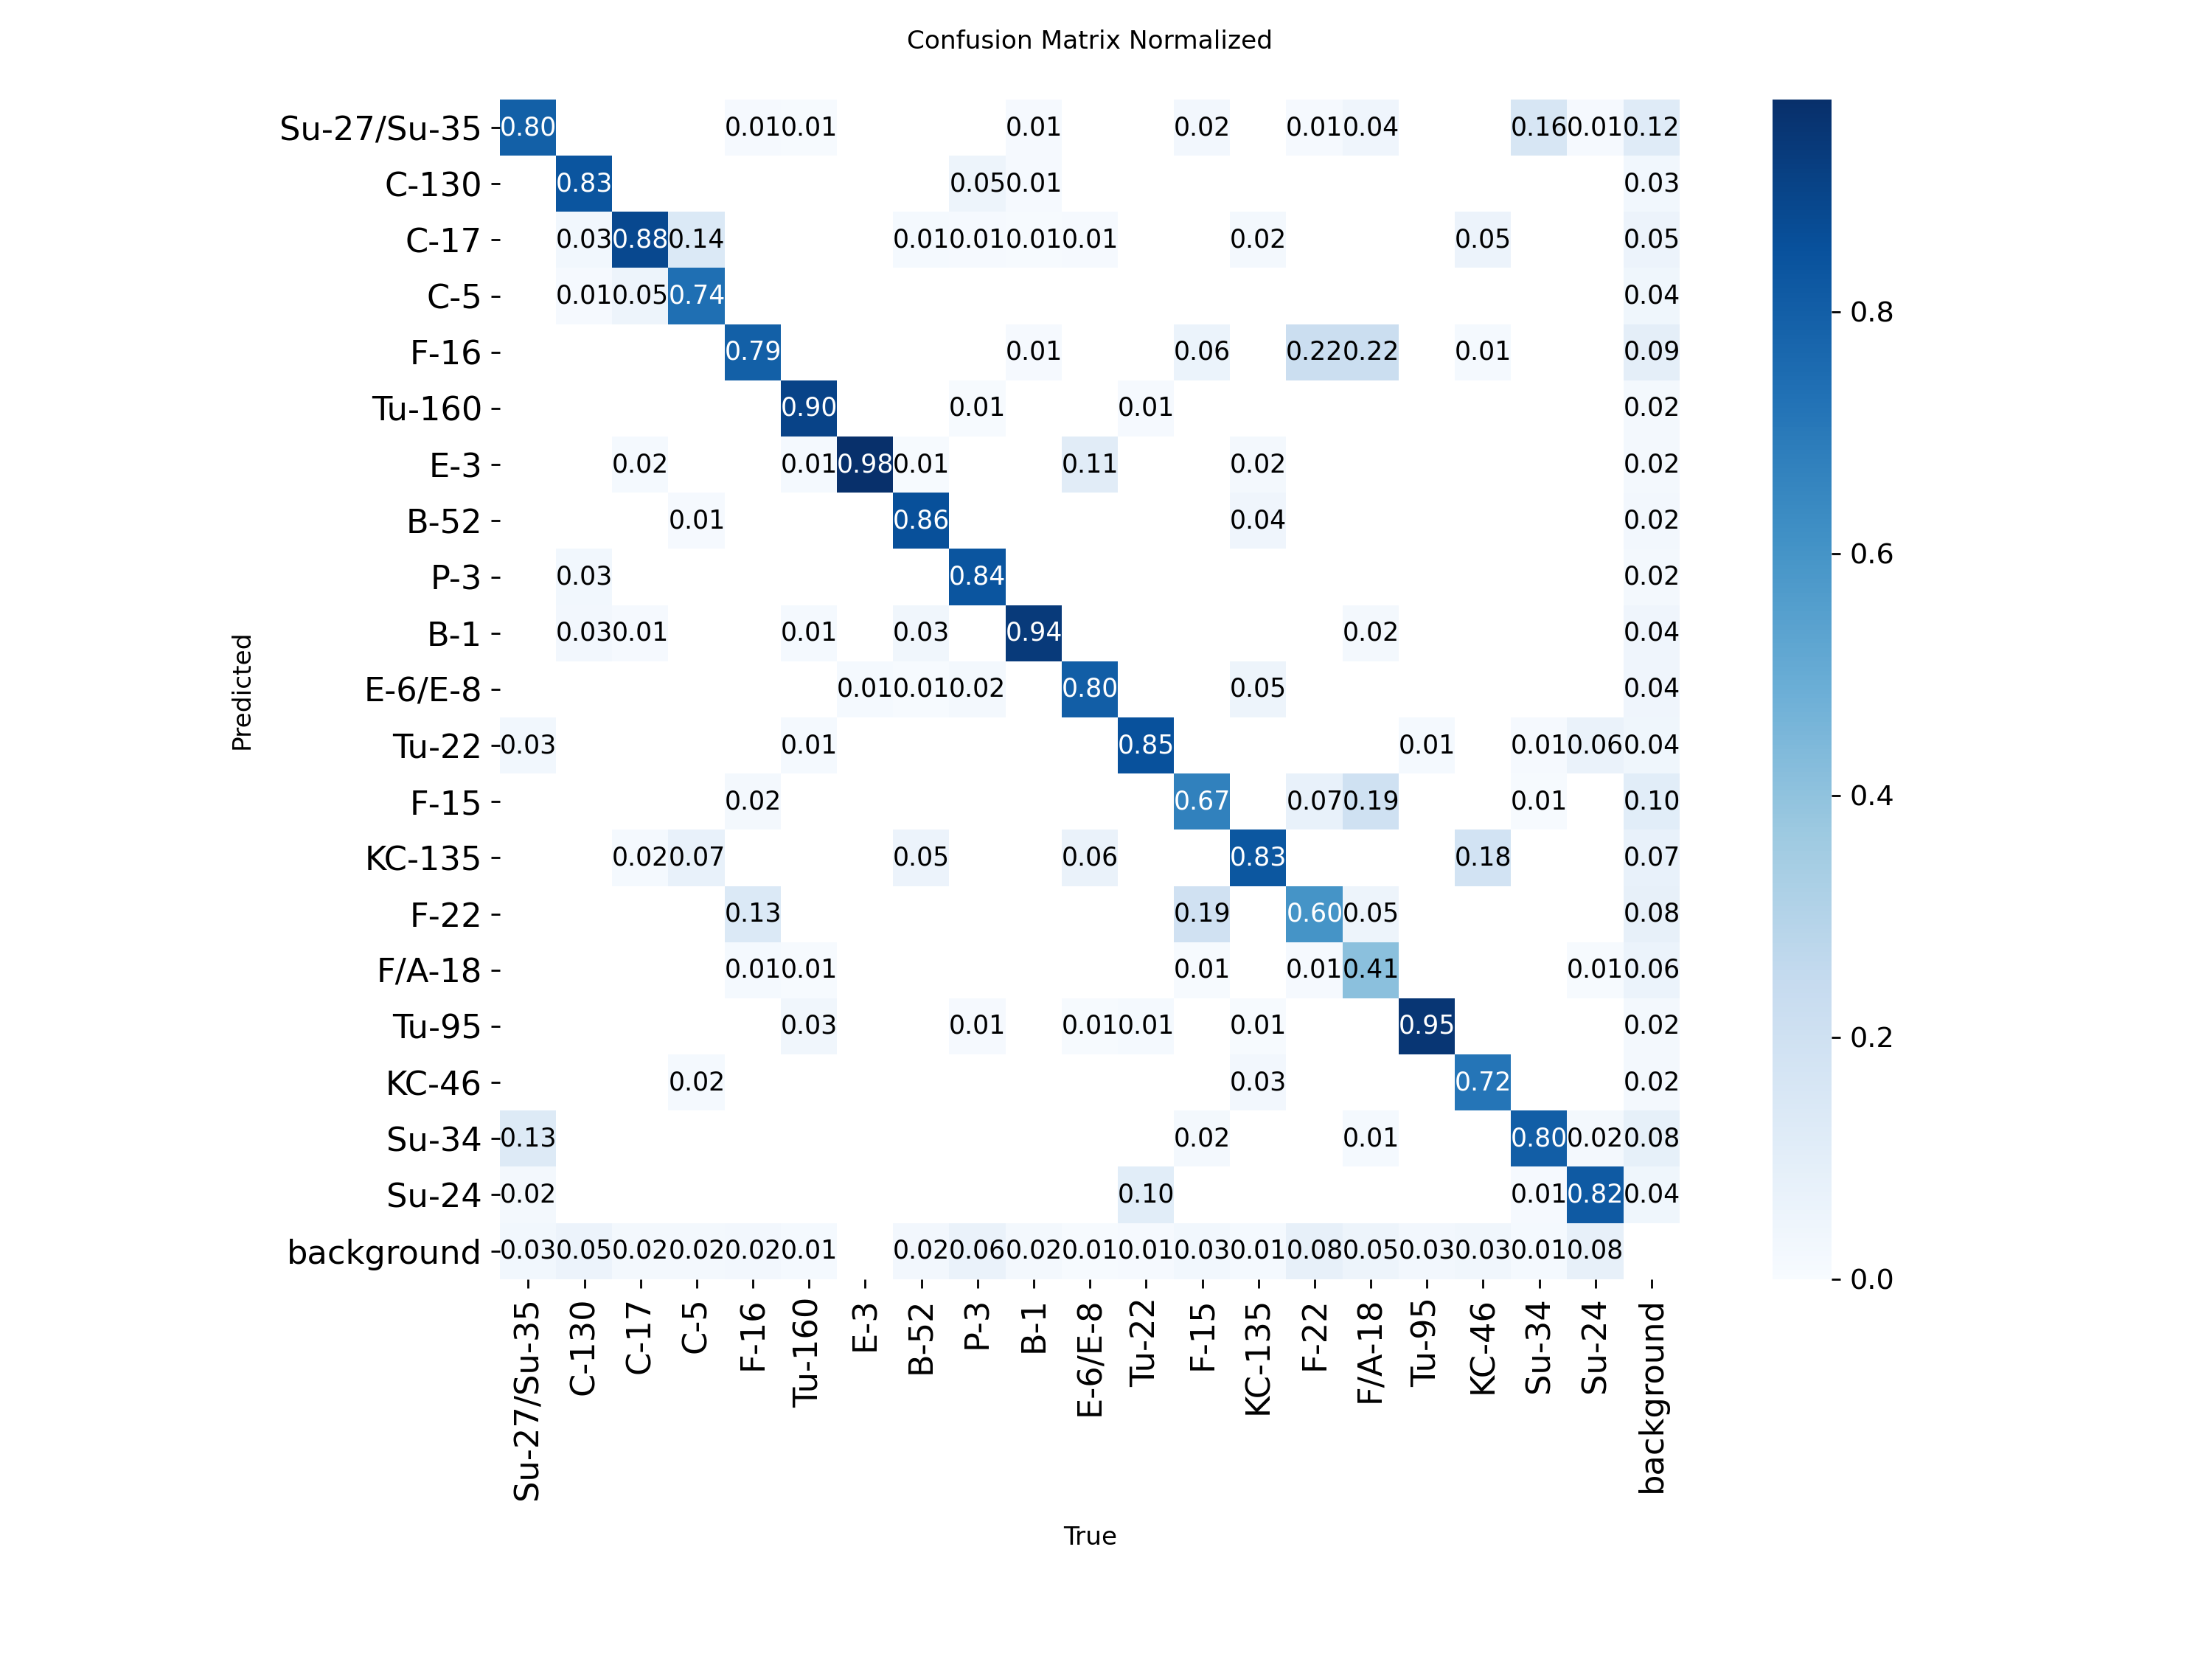 Confusion Matrix Normalized
Su-27/Su-35 0.80 0.01 0.01 0.01 0.02 0.01 0.04 0.16 0.01 0.12
C-130 0.83 0.05 0.01 0.03
C-17 0.03 0.88 0.14 0.01 0.01 0.01 0.01 0.02 0.05 0.05
C-5 0.01 0.05 0.74 0.04
F-16 0.79 0.01 0.06 0.22 0.22 0.01 0.09
Tu-160 0.90 0.01 0.01 0.02
E-3 0.02 0.01 0.98 0.01 0.11 0.02 0.02
B-52 0.01 0.86 0.04 0.02
P-3 0.03 0.84 0.02
B-1 0.03 0.01 0.01 0.03 0.94 0.02 0.04
E-6/E-8 0.01 0.01 0.02 0.80 0.05 0.04
Tu-22 0.03 0.01 0.85 0.01 0.01 0.06 0.04
F-15 0.02 0.67 0.07 0.19 0.01 0.10
KC-135 0.02 0.07 0.05 0.06 0.83 0.18 0.07
F-22 0.13 0.19 0.60 0.05 0.08
F/A-18 0.01 0.01 0.01 0.01 0.41 0.01 0.06
Tu-95 0.03 0.01 0.01 0.01 0.01 0.95 0.02
KC-46 0.02 0.03 0.72 0.02
Su-34 0.13 0.02 0.01 0.80 0.02 0.08
Su-24 0.02 0.10 0.01 0.82 0.04
background 0.03 0.05 0.02 0.02 0.02 0.01 0.02 0.06 0.02 0.01 0.01 0.03 0.01 0.08 0.05 0.03 0.03 0.01 0.08
Su-27/Su-35 C-130 C-17 C-5 F-16 Tu-160 E-3 B-52 P-3 B-1 E-6/E-8 Tu-22 F-15 KC-135 F-22 F/A-18 Tu-95 KC-46 Su-34 Su-24 background
Predicted
True
0.8
0.6
0.4
0.2
0.0